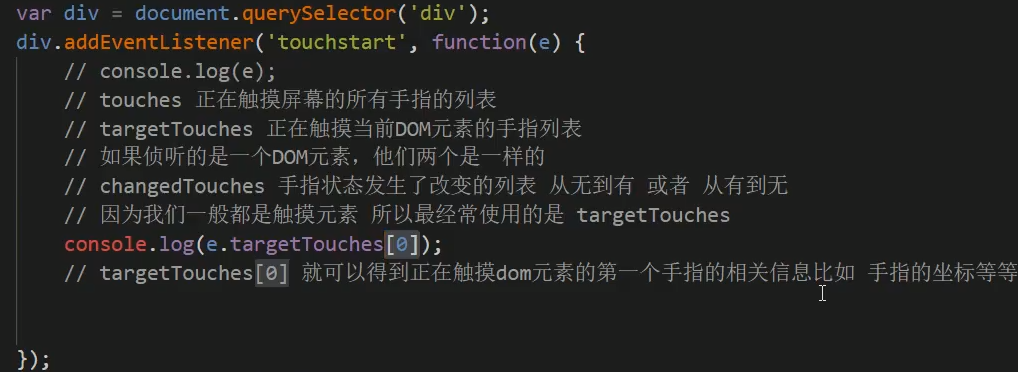 var div = document.querySelector('div');
div.addEventListener('touchstart', function(e) {
// console.log(e);
// touches 正在触摸屏幕的所有手指的列表
// targetTouches 正在触摸当前DOM元素的手指列表
// 如果侦听的是一个DOM元素，他们两个是一样的
// changedTouches 手指状态发生了改变的列表 从无到有 或者 从有到无
// 因为我们一般都是触摸元素 所以最经常使用的是 targetTouches
console.log(e.targetTouches[0]);
// targetTouches[0] 就可以得到正在触摸dom元素的第一个手指的相关信息比如 手指的坐标等等
});